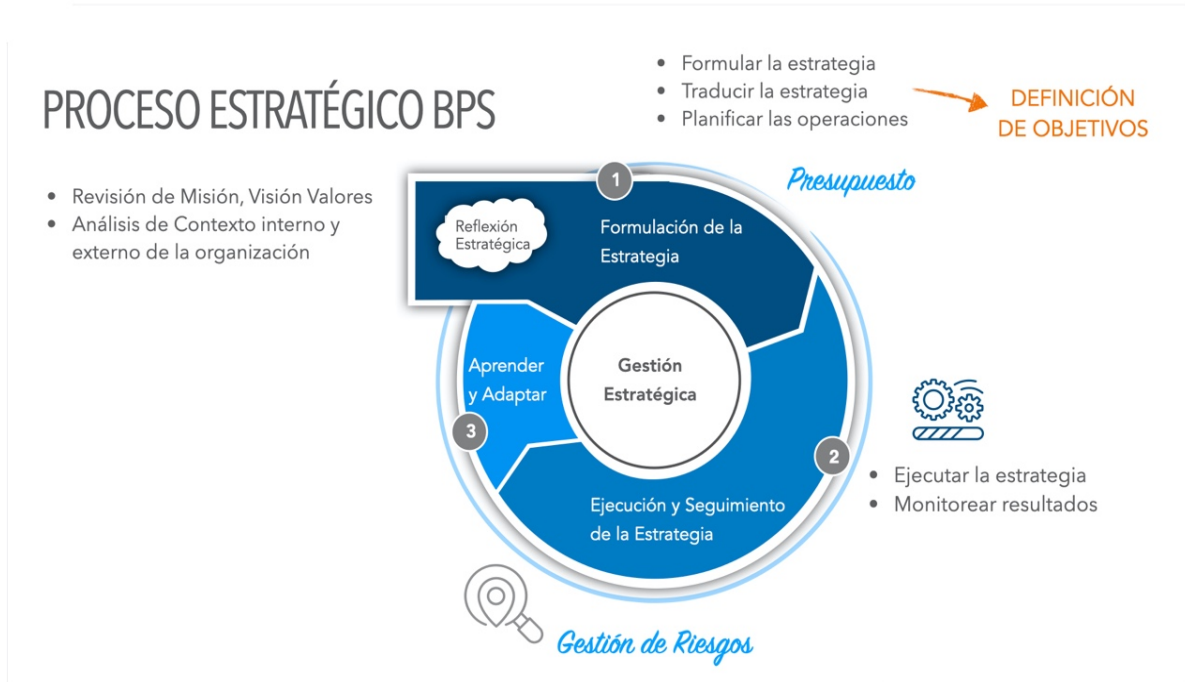 PROCESO ESTRATÉGICO BPS
• Revisión de Misión, Visión Valores
• Análisis de Contexto interno y
externo de la organización
• Formular la estrategia
• Traducir la estrategia
• Planificar las operaciones
DEFINICIÓN
DE OBJETIVOS
Presupuesto
1
Reflexión
Estratégica
Formulación de la
Estrategia
Gestión
Estratégica
Aprender
y Adaptar
3
2
• Ejecutar la estrategia
• Monitorear resultados
Ejecución y Seguimiento
de la Estrategia
Gestión de Riesgos